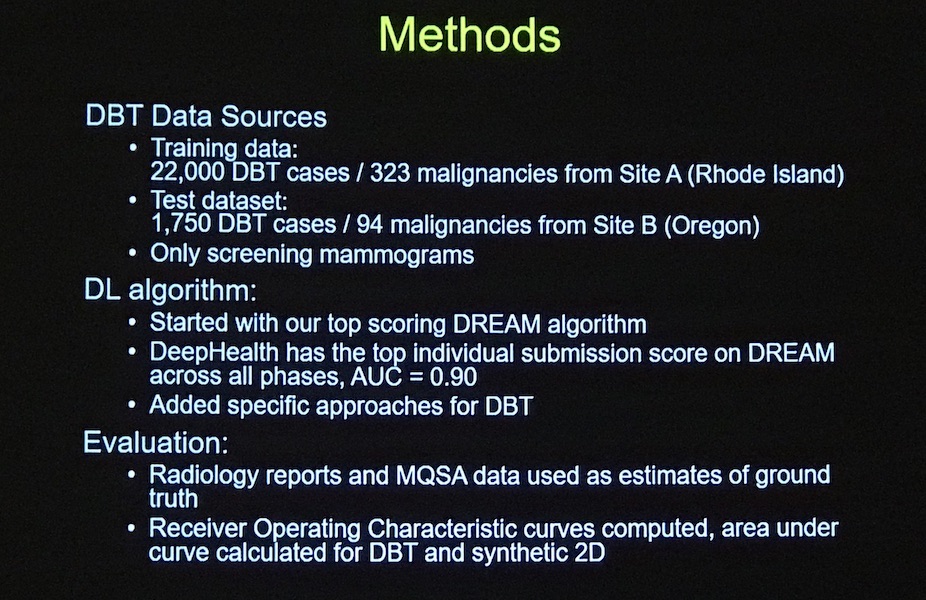 Methods
DBT Data Sources
• Training data:
22,000 DBT cases / 323 malignancies from Site A (Rhode Island)
• Test dataset:
1,750 DBT cases / 94 malignancies from Site B (Oregon)
• Only screening mammograms
DL algorithm:
• Started with our top scoring DREAM algorithm
• DeepHealth has the top individual submission score on DREAM
across all phases, AUC = 0.90
• Added specific approaches for DBT
Evaluation:
• Radiology reports and MQSA data used as estimates of ground
truth
• Receiver Operating Characteristic curves computed, area under
curve calculated for DBT and synthetic 2D